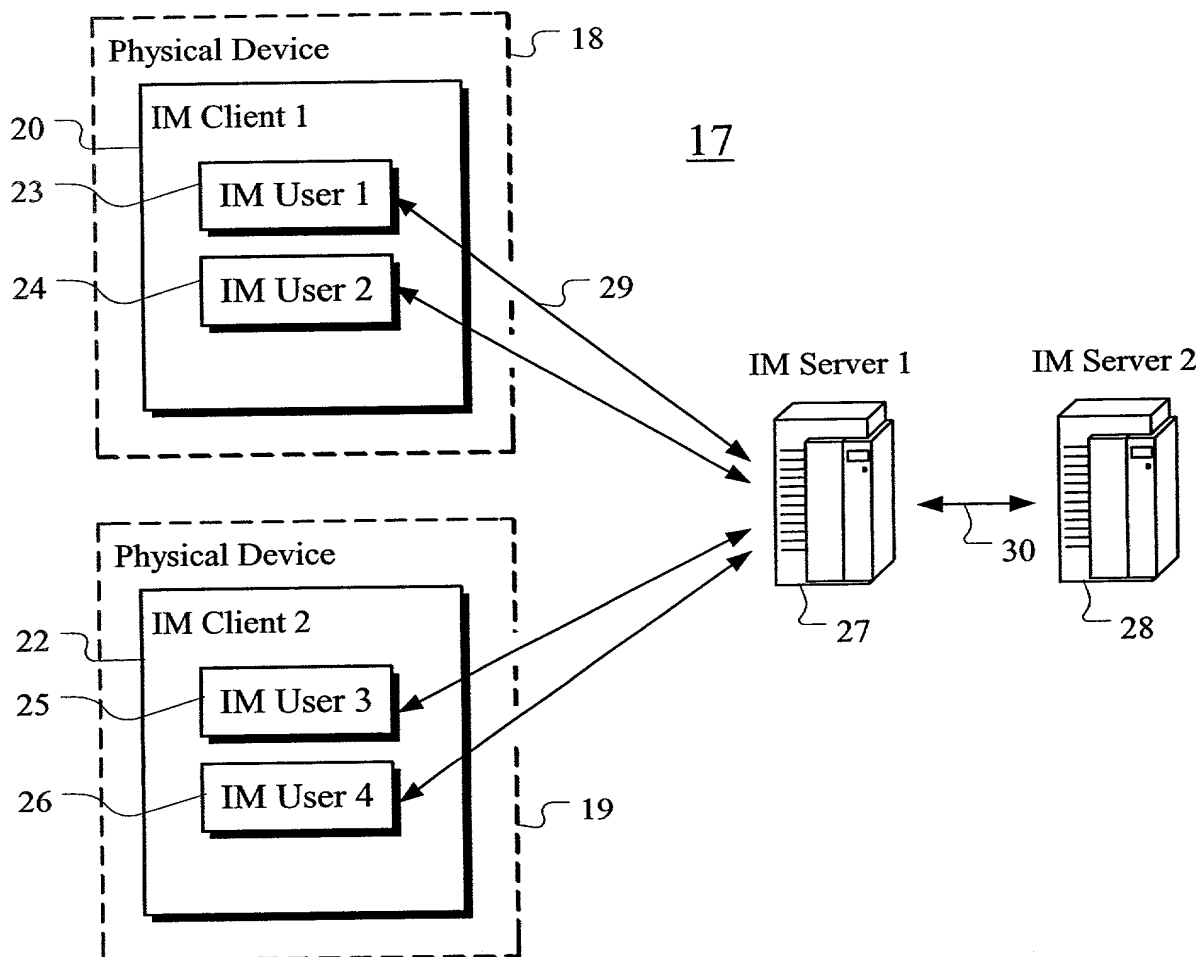 Physical Device
18
IM Client 1
20
17
23
IM User 1
24
IM User 2
29
IM Server 1
IM Server 2
30
27
28
Physical Device
IM Client 2
22
25
IM User 3
26
IM User 4
19